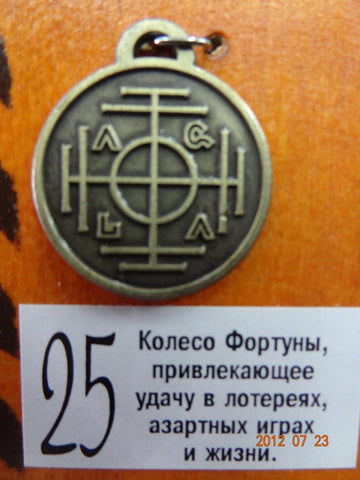 25
Колесо Фортуны,
привлекающее
удачу в лотереях,
азартных играх
и жизни.
2012 07 23